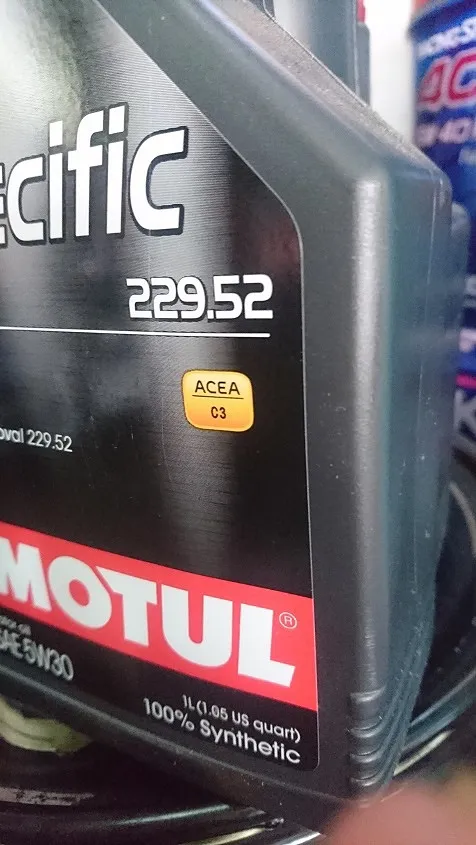 ecific
229.52
ACEA
C3
oval 229.52
MOTUL®
SAE 5W30
1L (1.05 US quart)
100% Synthetic